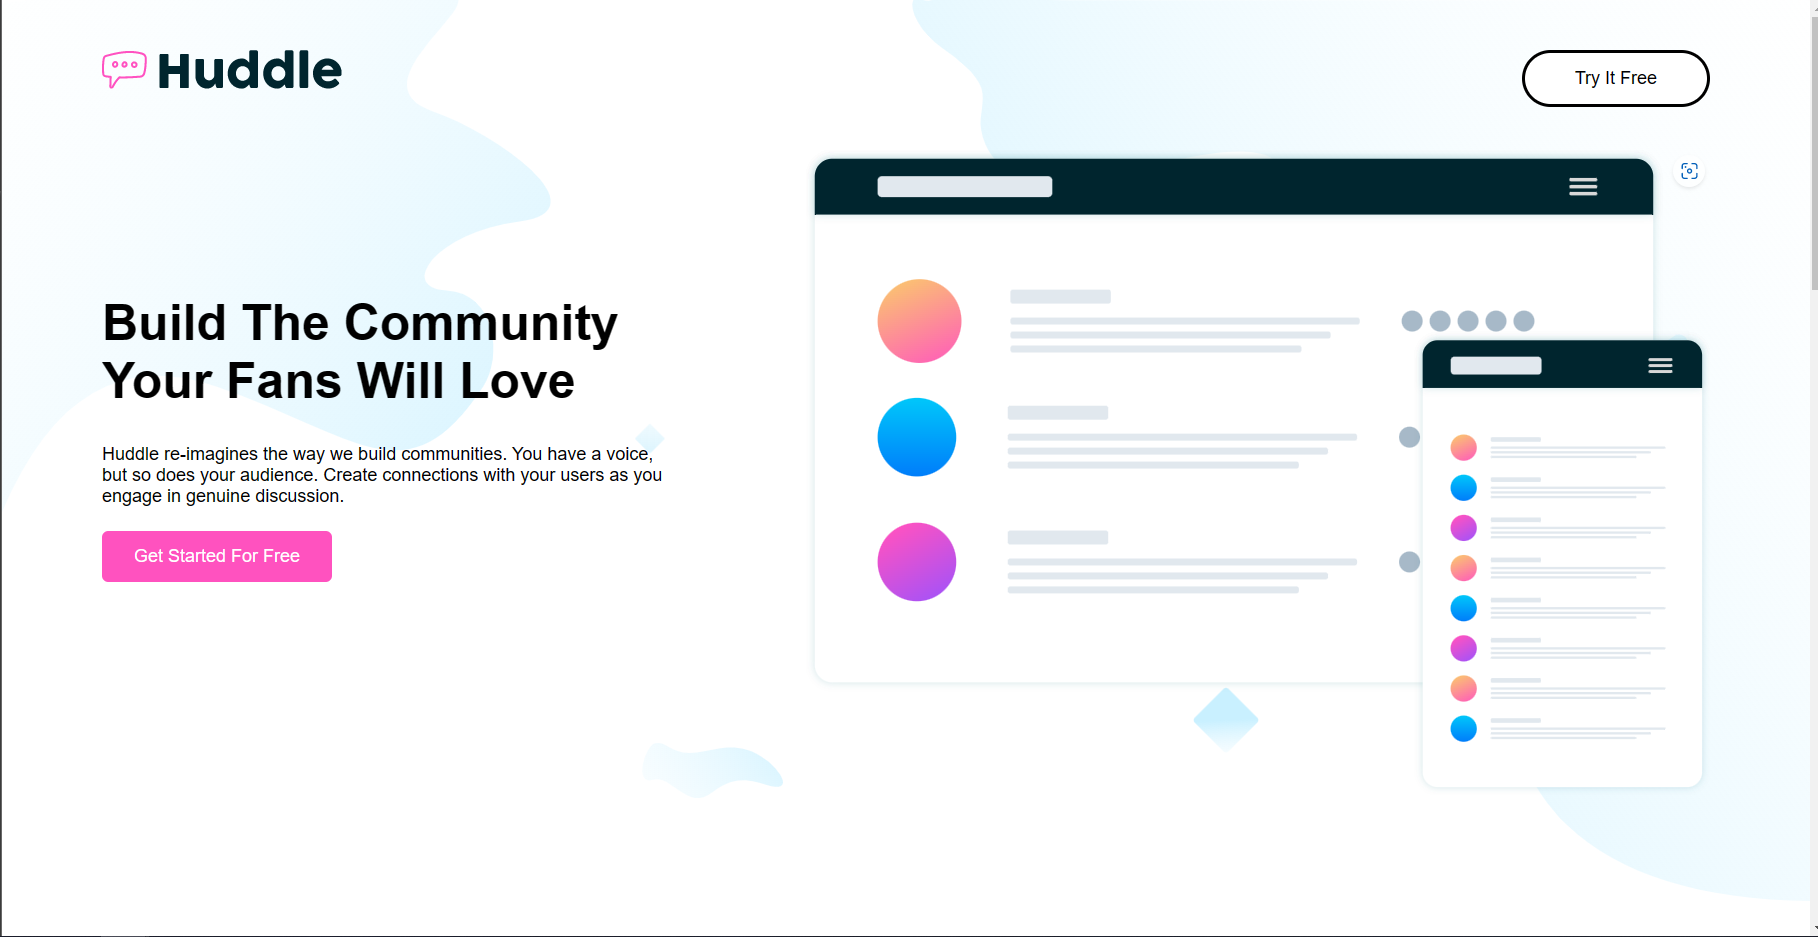 Huddle
Try It Free
Build The Community
Your Fans Will Love
Huddle re-imagines the way we build communities. You have a voice,
but so does your audience. Create connections with your users as you
engage in genuine discussion.
Get Started For Free